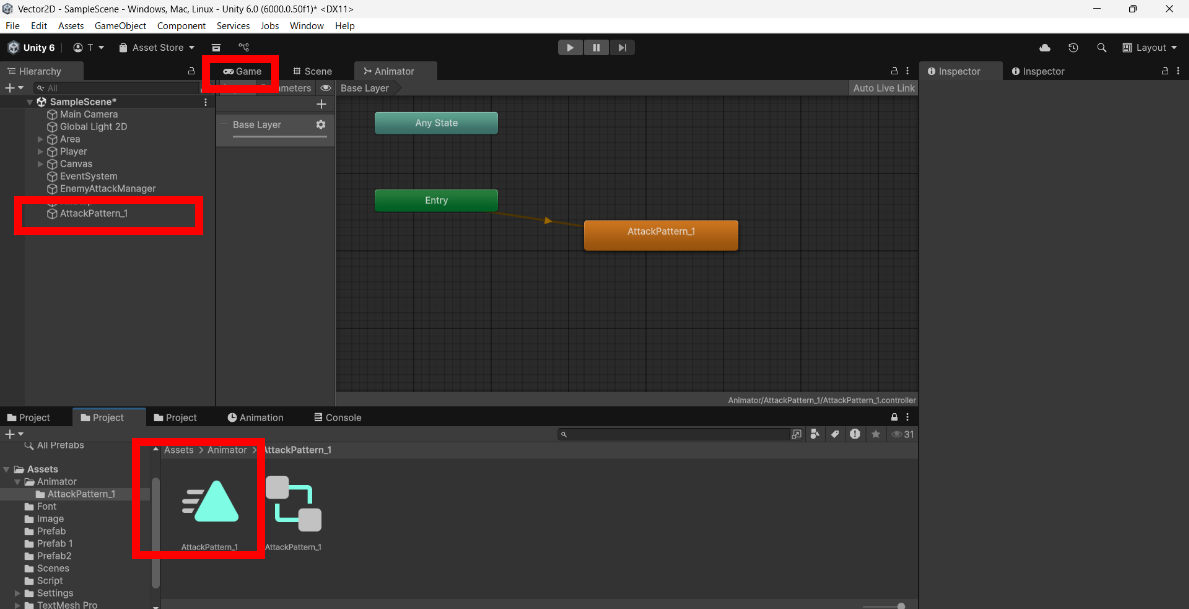 Vector2D - SampleScene - Windows, Mac, Linux - Unity 6.0 (6000.0.50f1)* <DX11>
File Edit Assets GameObject Component Services Jobs Window Help
Unity 6 T Asset Store Layout
Hierarchy Game Scene Animator Inspector Inspector
All Base Layer Auto Live Link
SampleScene*
Main Camera
Global Light 2D
Area
Player
Canvas
EventSystem
EnemyAttackManager
AttackPattern_1
Base Layer
Any State
Entry
AttackPattern_1
Animator/AttackPattern_1/AttackPattern_1.controller
Project Project Project Animation Console
31
All Prefabs
Assets
Animator
AttackPattern_1
Font
Image
Prefab
Prefab 1
Prefab2
Scenes
Script
Settings
TextMesh Pro
Assets > Animator > AttackPattern_1
AttackPattern_1 AttackPattern_1